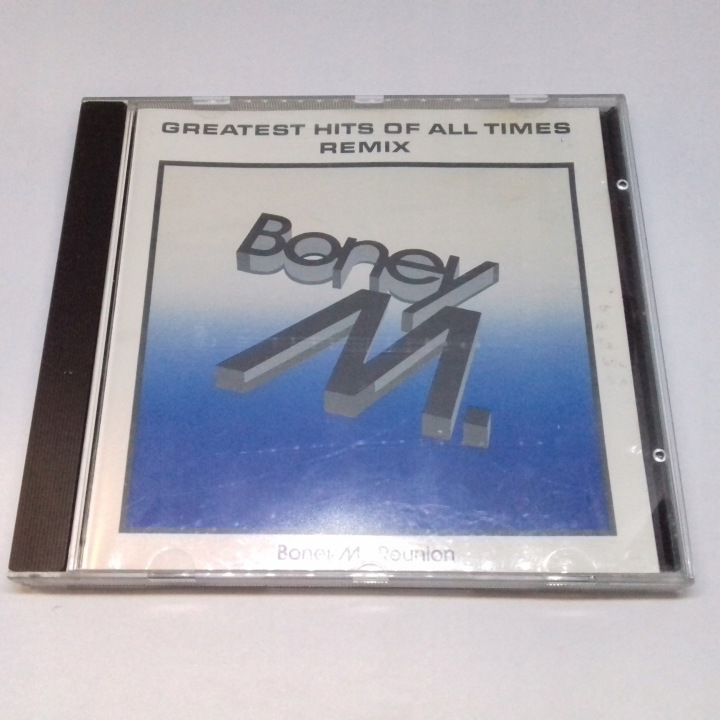 GREATEST HITS OF ALL TIMES
REMIX
Boney
M.
Boney M. Reunion